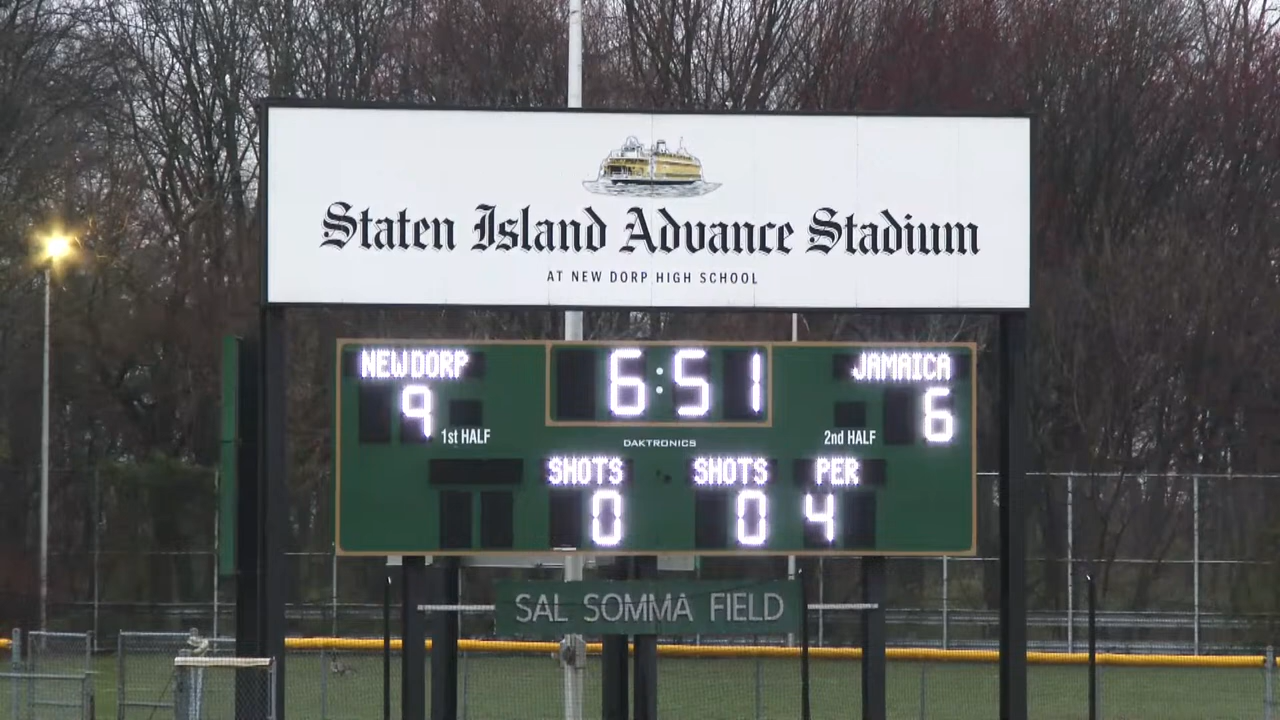 Staten Island Advance Stadium
AT NEW DORP HIGH SCHOOL
NEWDORP 6:51 JAMAICA
9 6
1st HALF DAKTRONICS 2nd HALF
SHOTS SHOTS PER
0 0 4
SAL SOMMA FIELD